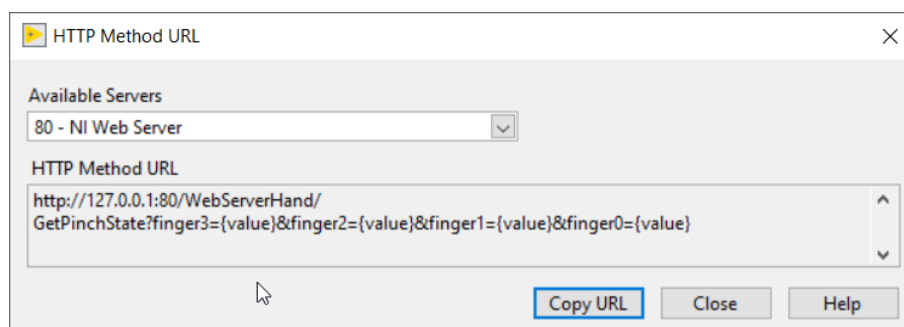 HTTP Method URL
Available Servers
80 - NI Web Server
HTTP Method URL
http://127.0.0.1:80/WebServerHand/
GetPinchState?finger3={value}&finger2={value}&finger1={value}&finger0={value}
Copy URL Close Help